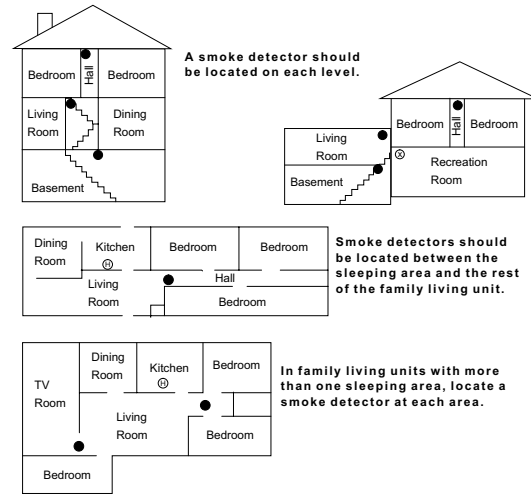 A smoke detector should
be located on each level.
Bedroom
Hall
Bedroom
Living
Room
Dining
Room
Basement
Bedroom
Hall
Bedroom
Living
Room
Basement
X
Recreation
Room
Dining
Room
Kitchen
H
Bedroom
Bedroom
Living
Room
Hall
Bedroom
Smoke detectors should
be located between the
sleeping area and the rest
of the family living unit.
TV
Room
Dining
Room
Kitchen
H
Bedroom
Living
Room
Bedroom
Bedroom
In family living units with more
than one sleeping area, locate a
smoke detector at each area.